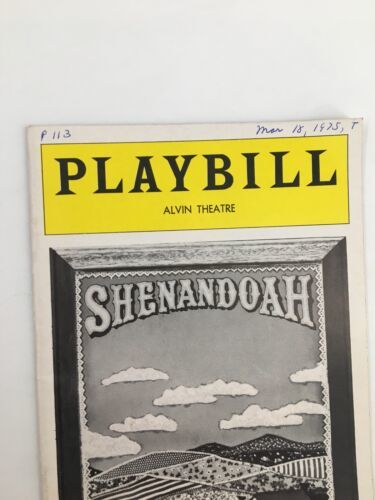 P 113 Mar 18, 1975, T
PLAYBILL
ALVIN THEATRE
SHENANDOAH